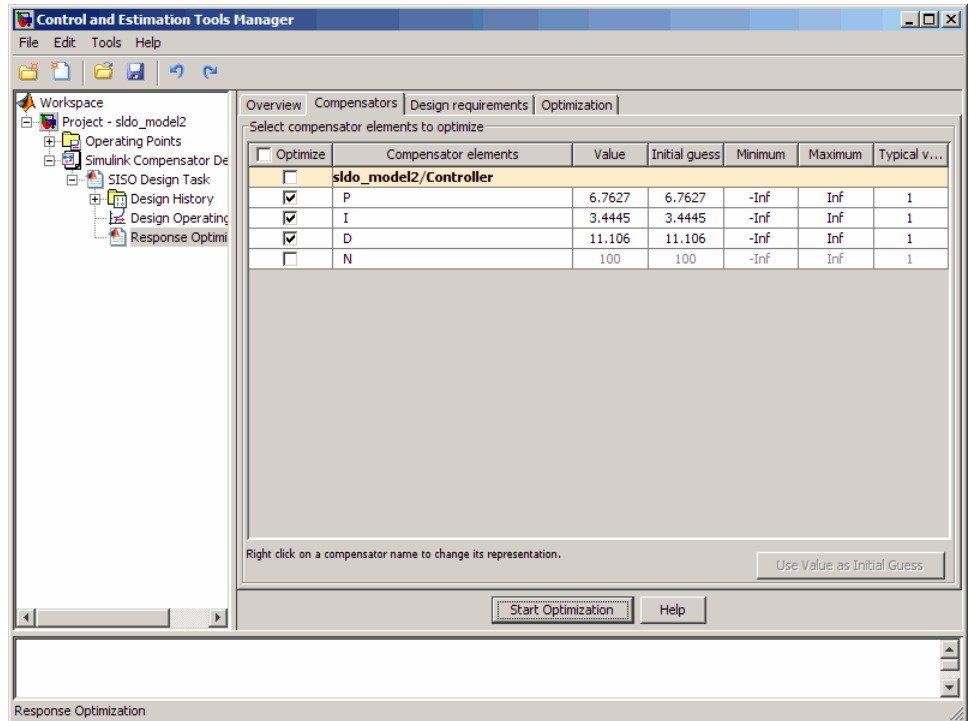 Control and Estimation Tools Manager
File Edit Tools Help
Workspace
Project - sldo_model2
Operating Points
Simulink Compensator De
SISO Design Task
Design History
Design Operating
Response Optimi
Overview Compensators Design requirements Optimization
Select compensator elements to optimize
Optimize Compensator elements Value Initial guess Minimum Maximum Typical v...
sldo_model2/Controller
P 6.7627 6.7627 -Inf Inf 1
I 3.4445 3.4445 -Inf Inf 1
D 11.106 11.106 -Inf Inf 1
N 100 100 -Inf Inf 1
Right click on a compensator name to change its representation.
Use Value as Initial Guess
Start Optimization Help
Response Optimization